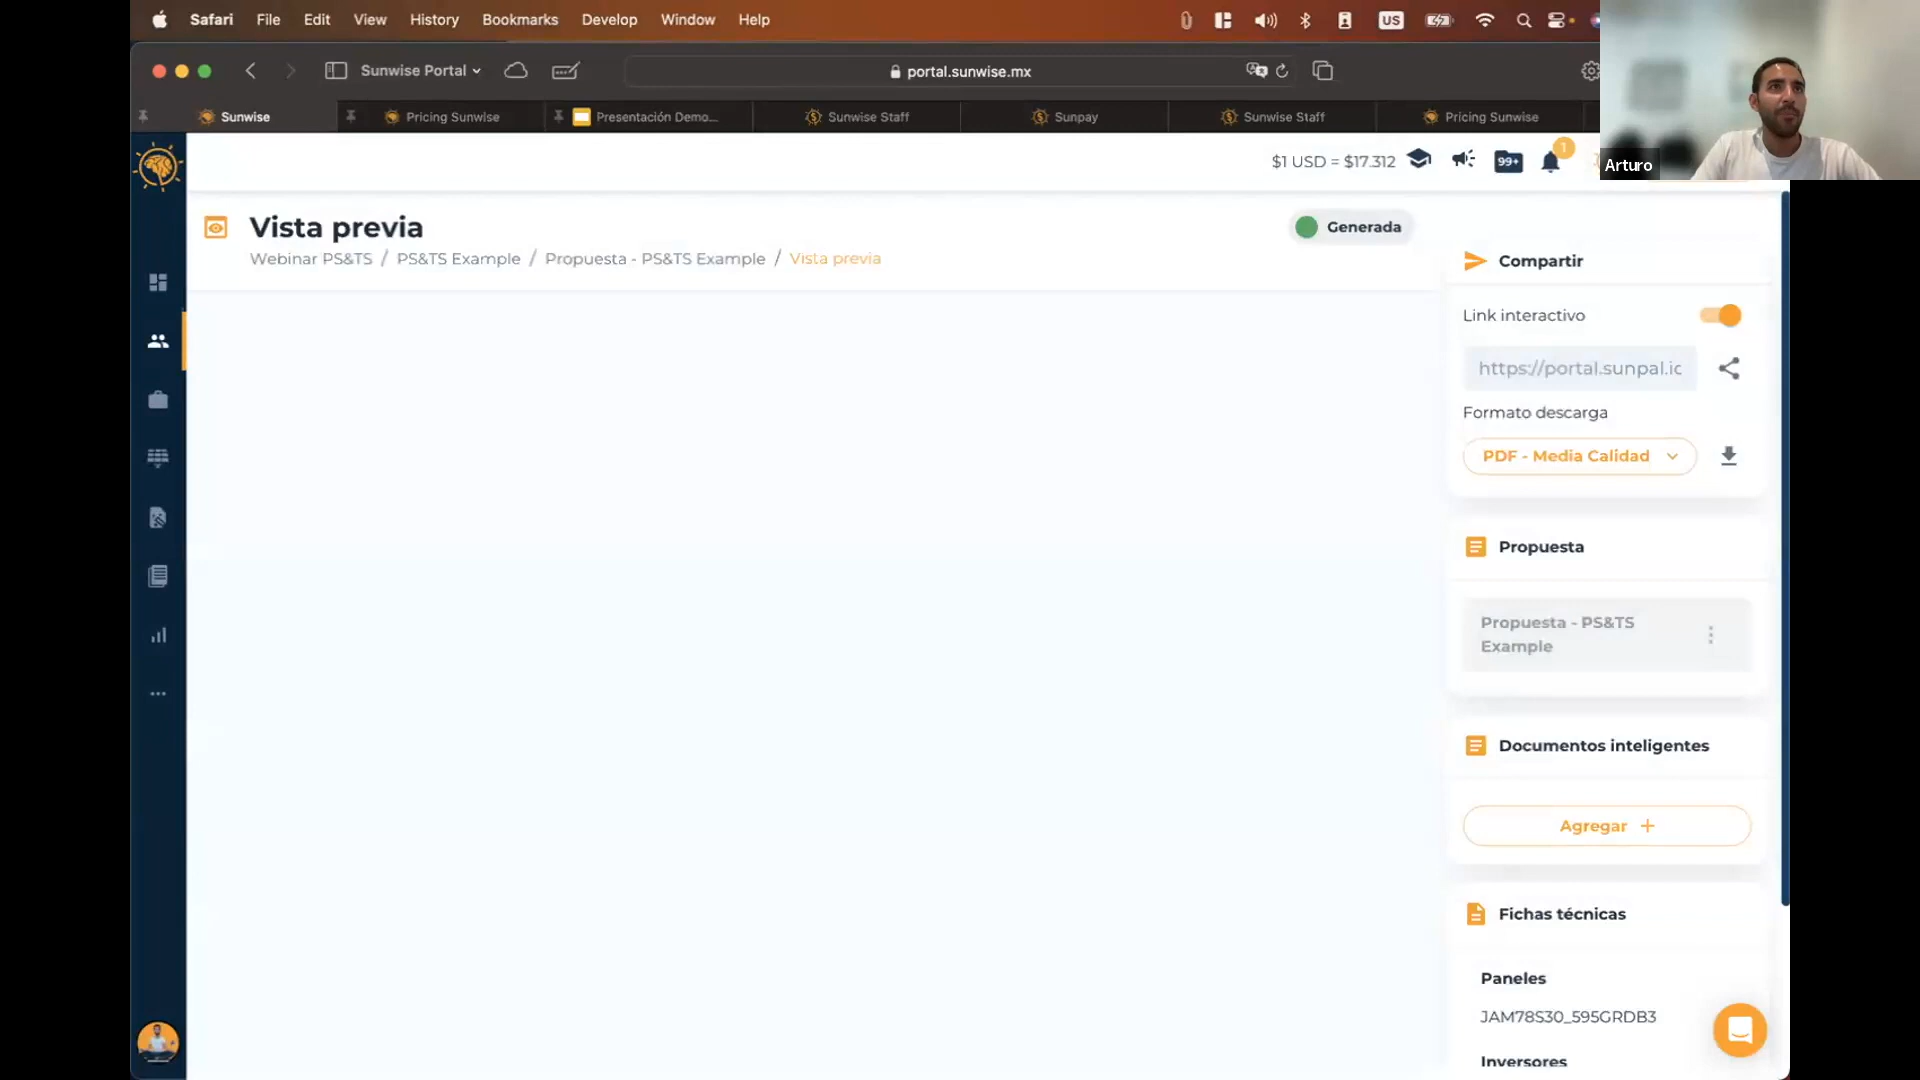 Safari File Edit View History Bookmarks Develop Window Help
US
Sunwise Portal
portal.sunwise.mx
Sunwise
Pricing Sunwise
Presentación Demo...
Sunwise Staff
Sunpay
Sunwise Staff
Pricing Sunwise
$1 USD = $17.312
99+
1
Arturo
Vista previa
Generada
Webinar PS&TS / PS&TS Example / Propuesta - PS&TS Example / Vista previa
Compartir
Link interactivo
https://portal.sunpal.ic
Formato descarga
PDF - Media Calidad
Propuesta
Propuesta - PS&TS
Example
Documentos inteligentes
Agregar +
Fichas técnicas
Paneles
JAM78S30_595GRDB3
Inversores